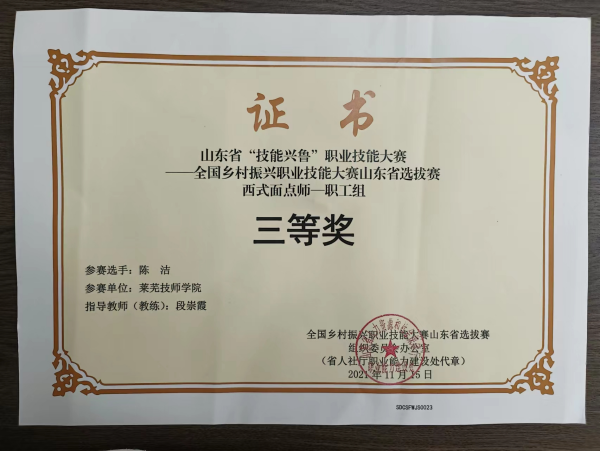 证书
山东省“技能兴鲁”职业技能大赛
——全国乡村振兴职业技能大赛山东省选拔赛
西式面点师—职工组
三等奖
参赛选手：陈 洁
参赛单位：莱芜技师学院
指导教师（教练）：段崇霞
全国乡村振兴职业技能大赛山东省选拔赛
组织委员会办公室
（省人社厅职业能力建设处代章）
2021年11月15日
SDCSFWJS0023